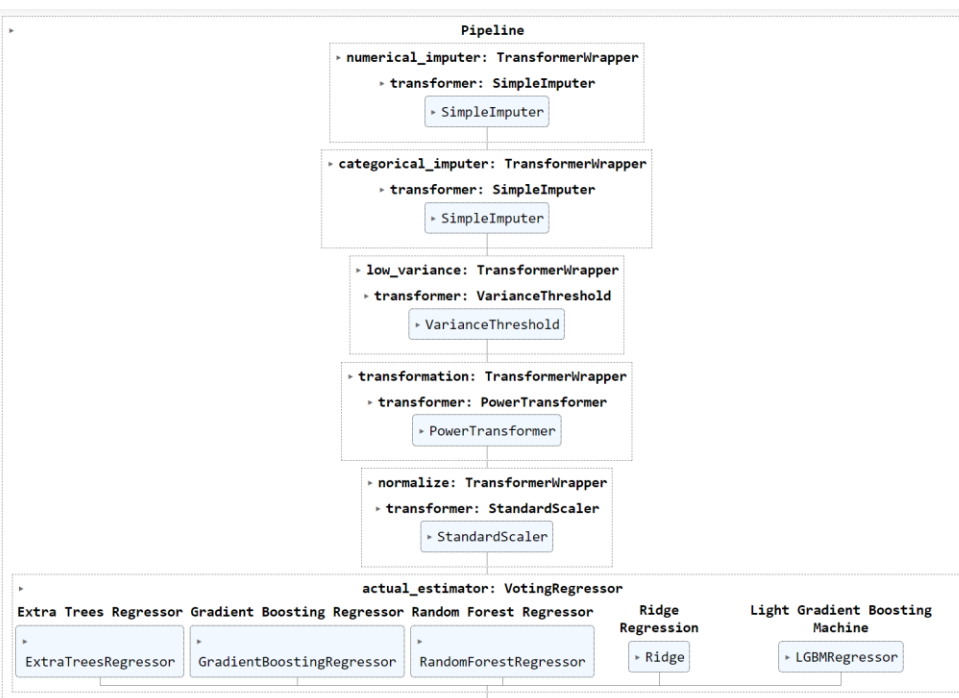 Pipeline
numerical_imputer: TransformerWrapper
transformer: SimpleImputer
SimpleImputer
categorical_imputer: TransformerWrapper
transformer: SimpleImputer
SimpleImputer
low_variance: TransformerWrapper
transformer: VarianceThreshold
VarianceThreshold
transformation: TransformerWrapper
transformer: PowerTransformer
PowerTransformer
normalize: TransformerWrapper
transformer: StandardScaler
StandardScaler
actual_estimator: VotingRegressor
Extra Trees Regressor
ExtraTreesRegressor
Gradient Boosting Regressor
GradientBoostingRegressor
Random Forest Regressor
RandomForestRegressor
Ridge
Regression
Ridge
Light Gradient Boosting
Machine
LGBMRegressor